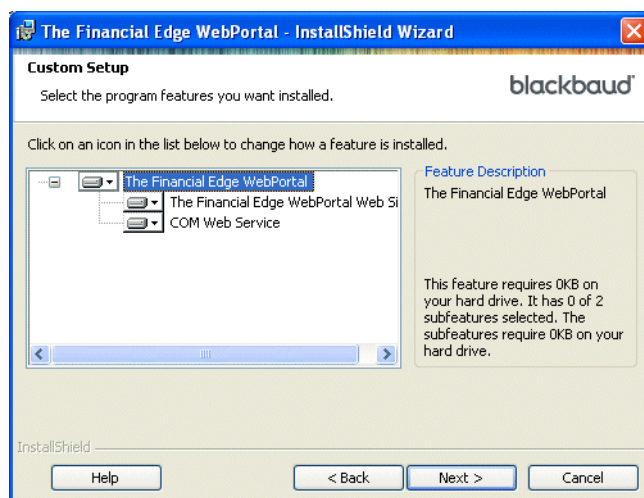 The Financial Edge WebPortal - InstallShield Wizard
Custom Setup
Select the program features you want installed.
blackbaud
Click on an icon in the list below to change how a feature is installed.
The Financial Edge WebPortal
The Financial Edge WebPortal Web Si
COM Web Service
Feature Description
The Financial Edge WebPortal
This feature requires 0KB on
your hard drive. It has 0 of 2
subfeatures selected. The
subfeatures require 0KB on your
hard drive.
InstallShield
Help
< Back
Next >
Cancel